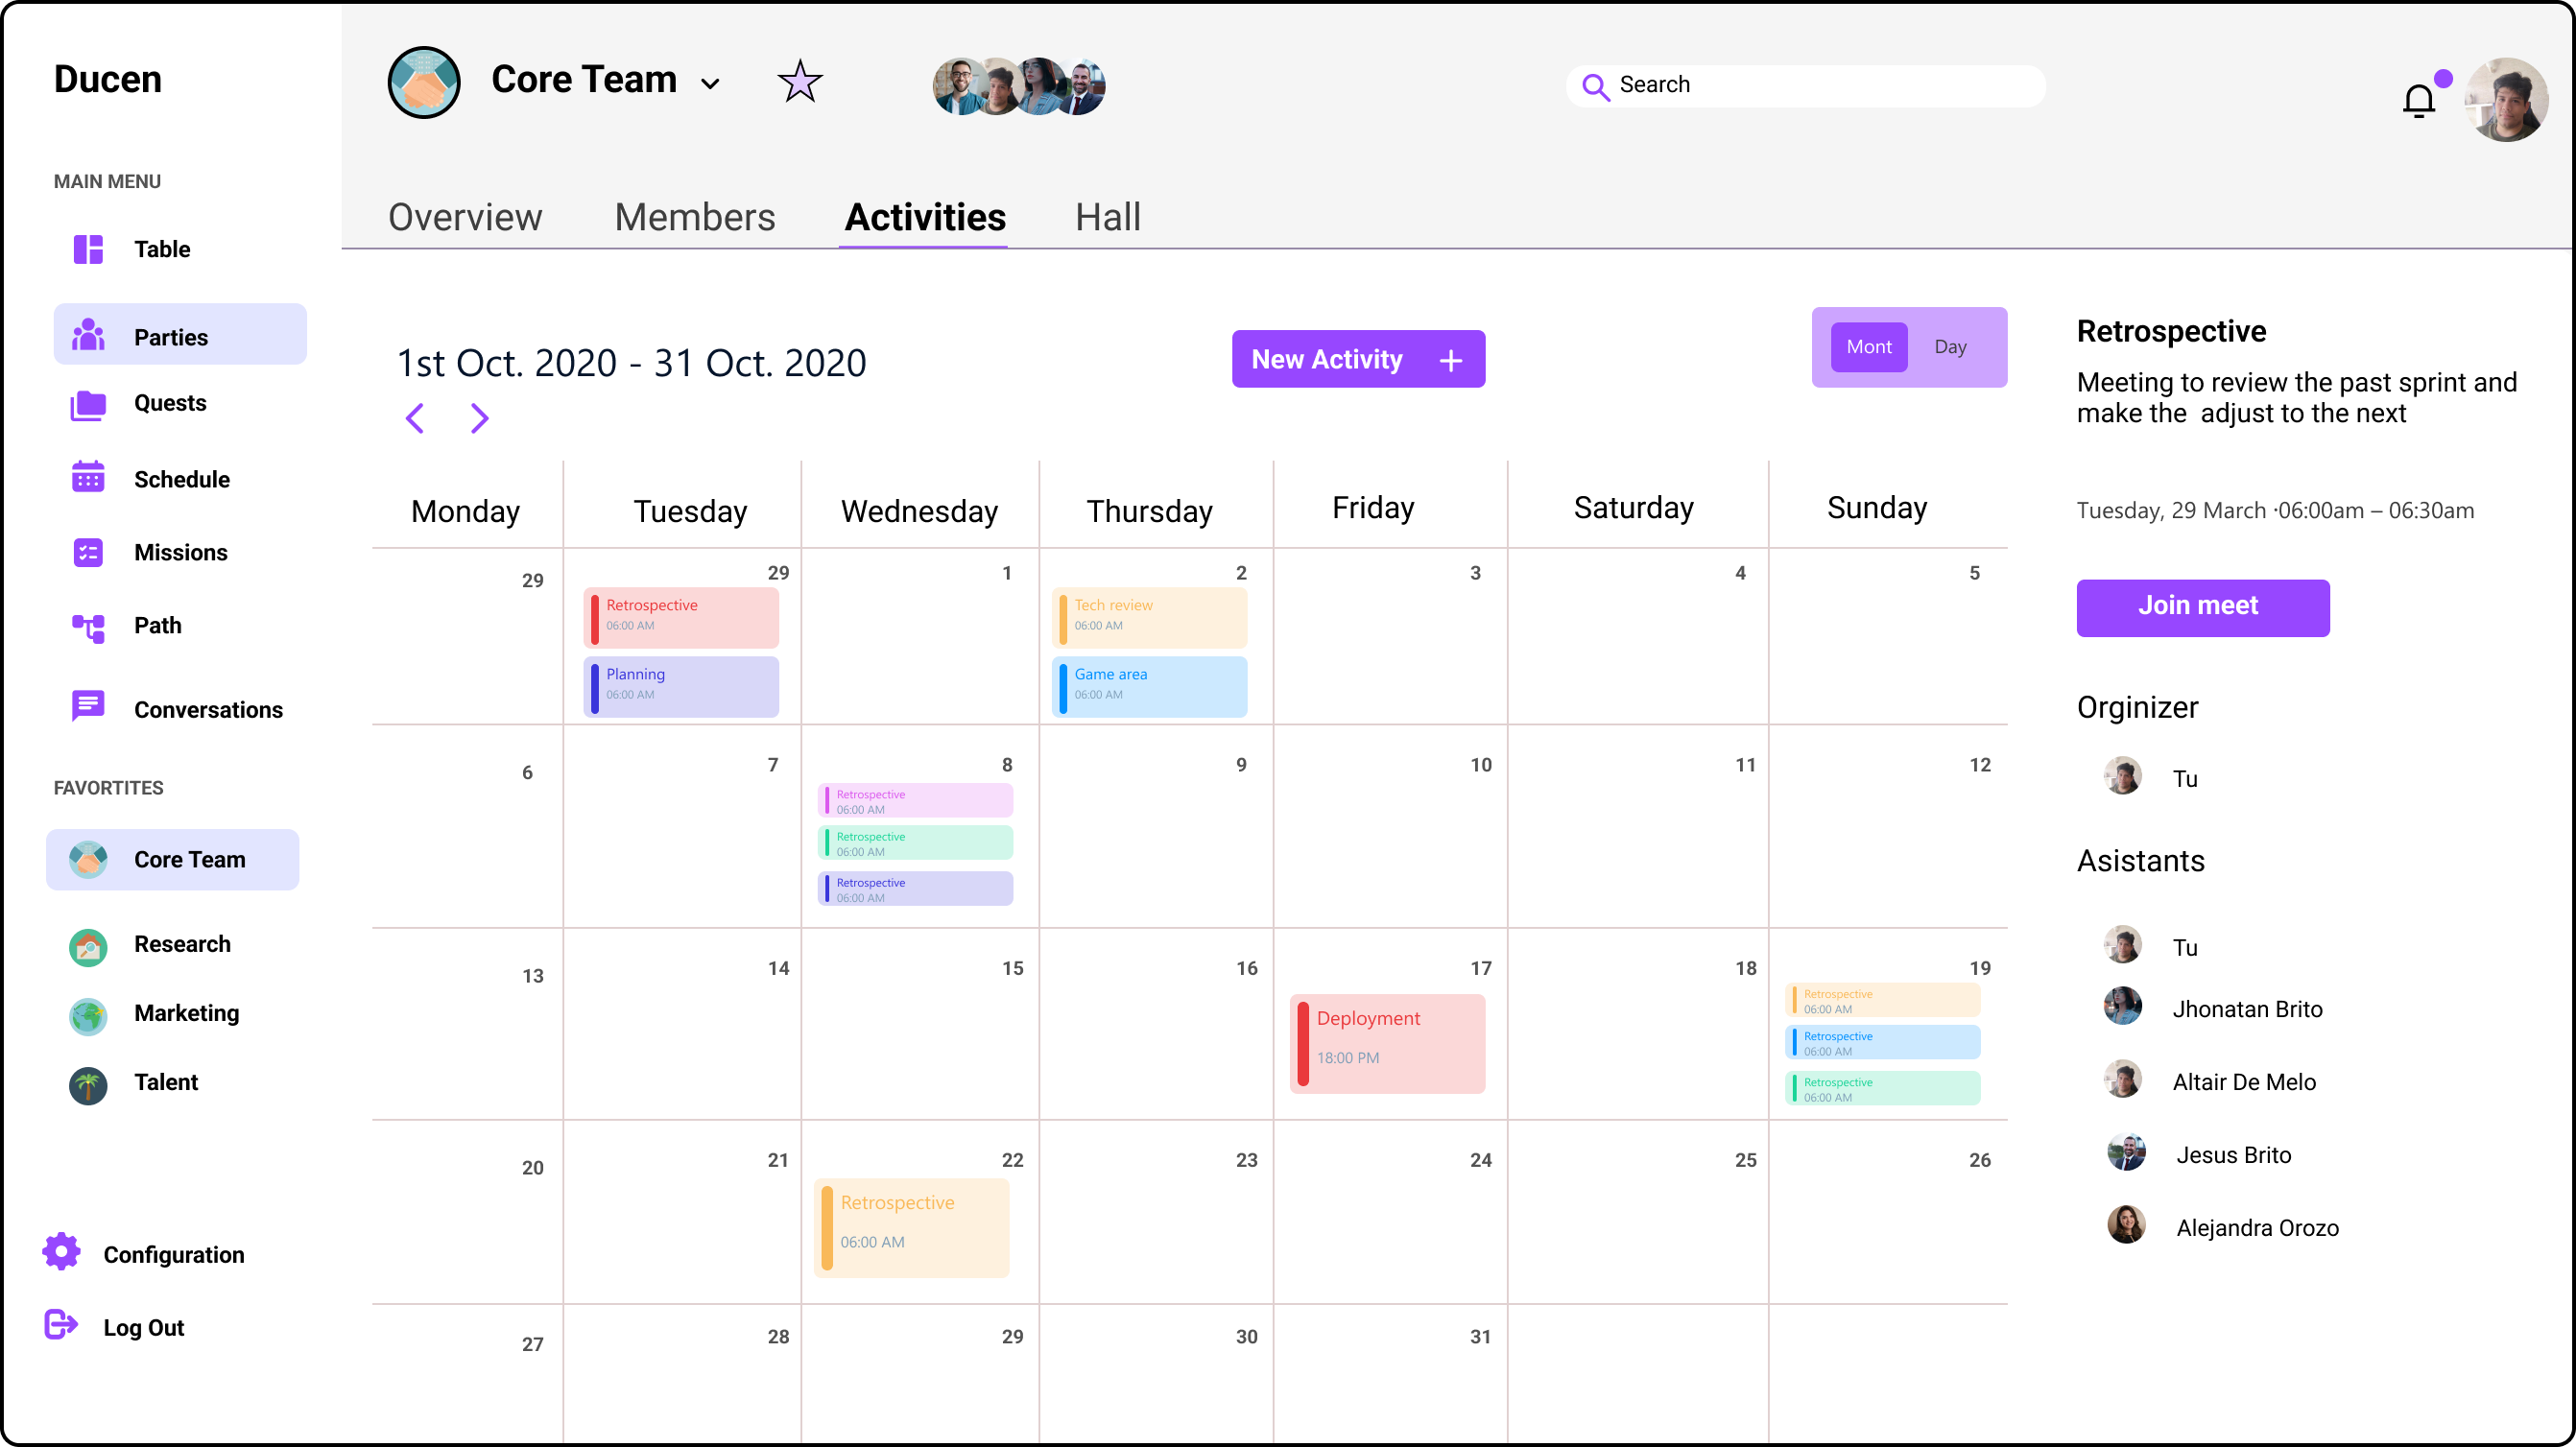 Ducen
MAIN MENU
Table
Parties
Quests
Schedule
Missions
Path
Conversations
FAVORTITES
Core Team
Research
Marketing
Talent
Configuration
Log Out
Core Team
Search
Overview
Members
Activities
Hall
1st Oct. 2020 - 31 Oct. 2020
New Activity +
Mont
Day
Monday
Tuesday
Wednesday
Thursday
Friday
Saturday
Sunday
29
29
Retrospective
06:00 AM
Planning
06:00 AM
1
2
Tech review
06:00 AM
Game area
06:00 AM
3
4
5
6
7
8
Retrospective
06:00 AM
Retrospective
06:00 AM
Retrospective
06:00 AM
9
10
11
12
13
14
15
16
17
Deployment
18:00 PM
18
19
Retrospective
06:00 AM
Retrospective
06:00 AM
Retrospective
06:00 AM
20
21
22
Retrospective
06:00 AM
23
24
25
26
27
28
29
30
31
Retrospective
Meeting to review the past sprint and
make the  adjust to the next
Tuesday, 29 March ·06:00am – 06:30am
Join meet
Orginizer
Tu
Asistants
Tu
Jhonatan Brito
Altair De Melo
Jesus Brito
Alejandra Orozo